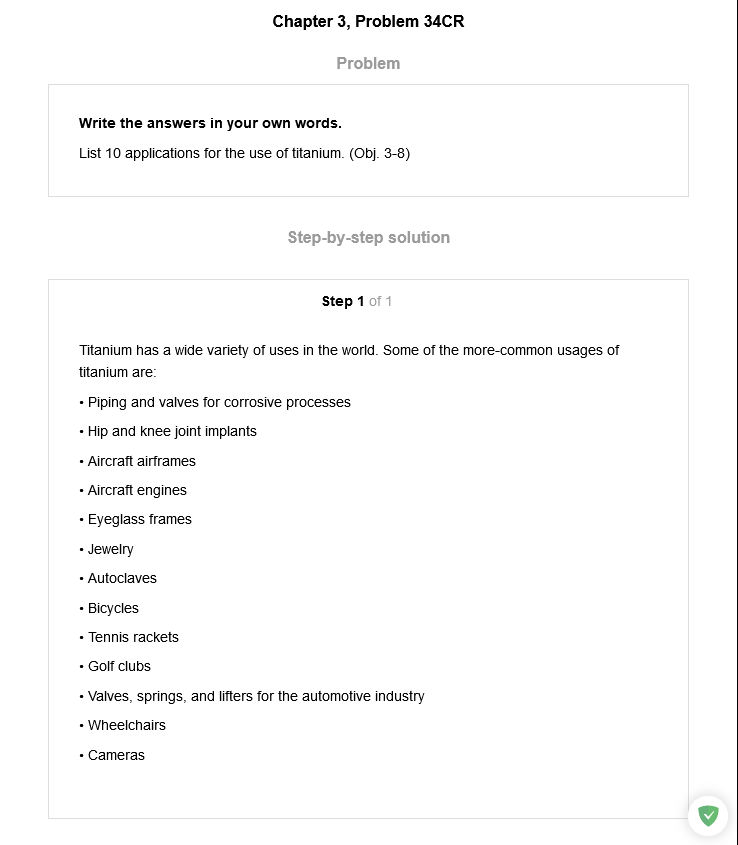 Chapter 3, Problem 34CR
Problem
Write the answers in your own words.
List 10 applications for the use of titanium. (Obj. 3-8)
Step-by-step solution
Step 1 of 1
Titanium has a wide variety of uses in the world. Some of the more-common usages of
titanium are:
• Piping and valves for corrosive processes
• Hip and knee joint implants
• Aircraft airframes
• Aircraft engines
• Eyeglass frames
• Jewelry
• Autoclaves
• Bicycles
• Tennis rackets
• Golf clubs
• Valves, springs, and lifters for the automotive industry
• Wheelchairs
• Cameras